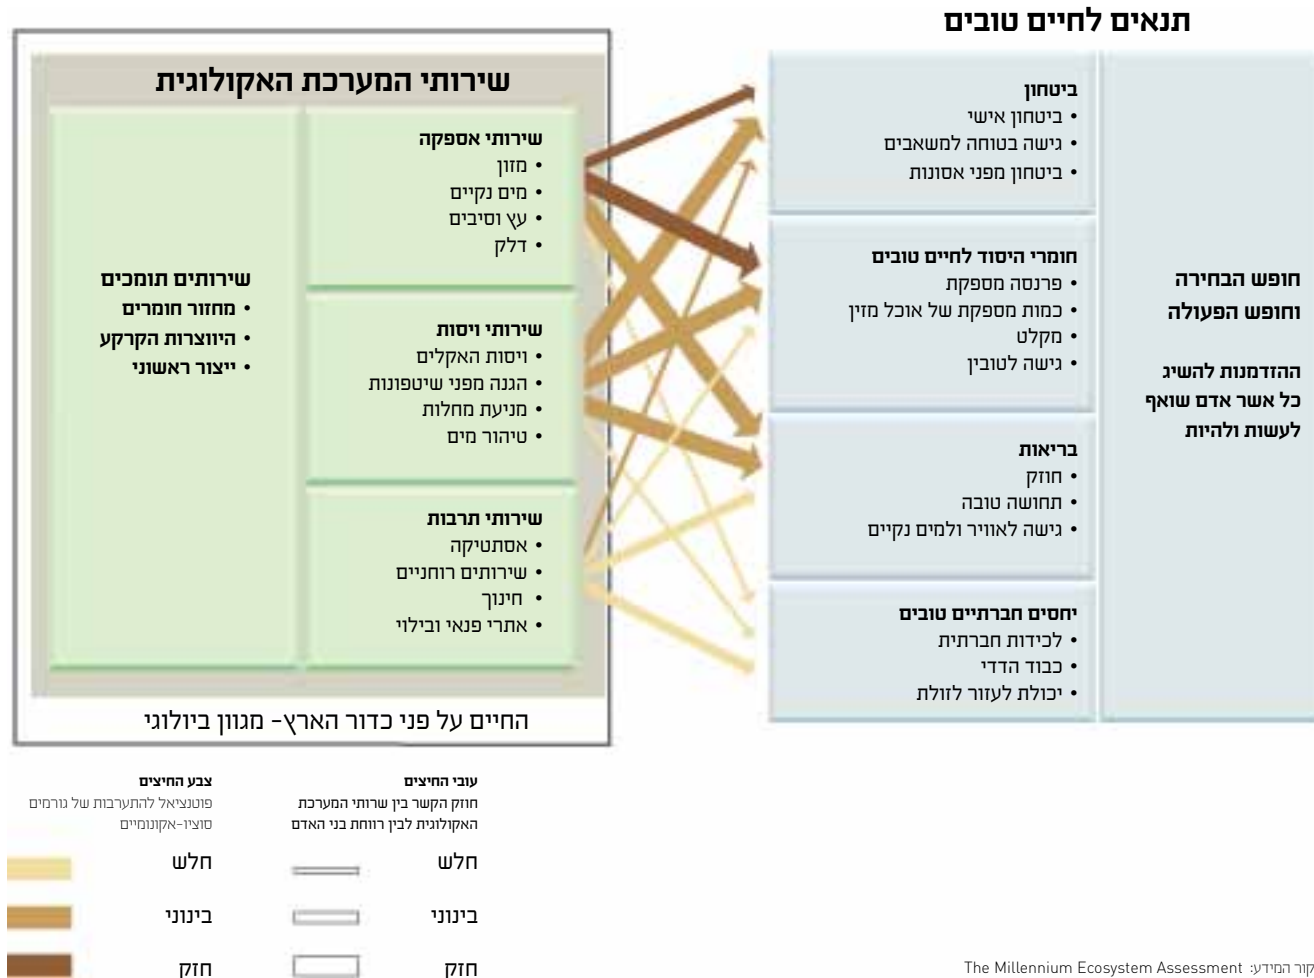 תנאים לחיים טובים
ביטחון
• ביטחון אישי
• גישה בטוחה למשאבים
• ביטחון מפני אסונות
חומרי היסוד לחיים טובים
• פרנסה מספקת
• כמות מספקת של אוכל מזין
• מקלט
• גישה לטובין
בריאות
• חוזק
• תחושה טובה
• גישה לאוויר ולמים נקיים
יחסים חברתיים טובים
• לכידות חברתית
• כבוד הדדי
• יכולת לעזור לזולת
חופש הבחירה
וחופש הפעולה
ההזדמנות להשיג
כל אשר אדם שואף
לעשות ולהיות
שירותי המערכת האקולוגית
שירותי אספקה
• מזון
• מים נקיים
• עץ וסיבים
• דלק
שירותי ויסות
• ויסות האקלים
• הגנה מפני שיטפונות
• מניעת מחלות
• טיהור מים
שירותי תרבות
• אסתטיקה
• שירותים רוחניים
• חינוך
• אתרי פנאי ובילוי
שירותים תומכים
• מחזור חומרים
• היווצרות הקרקע
• ייצור ראשוני
החיים על פני כדור הארץ- מגוון ביולוגי
עובי החיצים
חוזק הקשר בין שרותי המערכת
האקולוגית לבין רווחת בני האדם
חלש
בינוני
חזק
צבע החיצים
פוטנציאל להתערבות של גורמים
סוציו-אקונומיים
חלש
בינוני
חזק
המידע: The Millennium Ecosystem Assessment